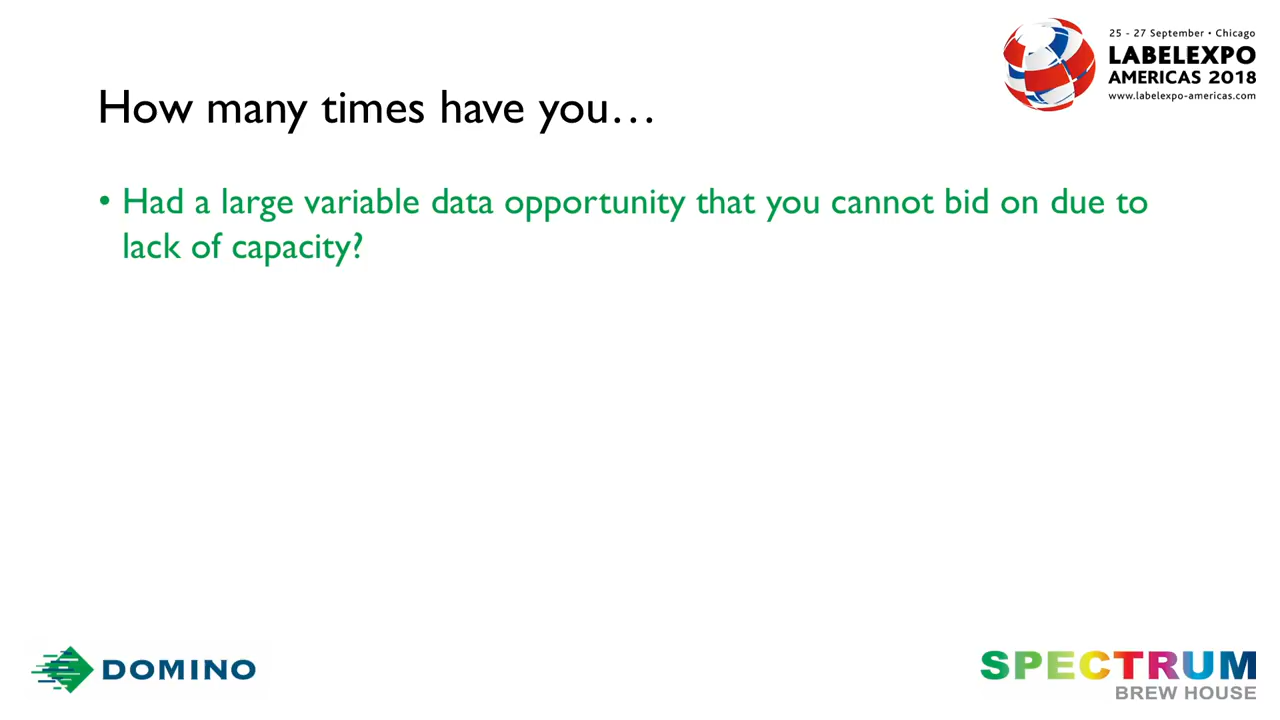 25 - 27 September • Chicago
LABELEXPO
AMERICAS 2018
www.labelexpo-americas.com
How many times have you…
• Had a large variable data opportunity that you cannot bid on due to
lack of capacity?
DOMINO
SPECTRUM
BREW HOUSE